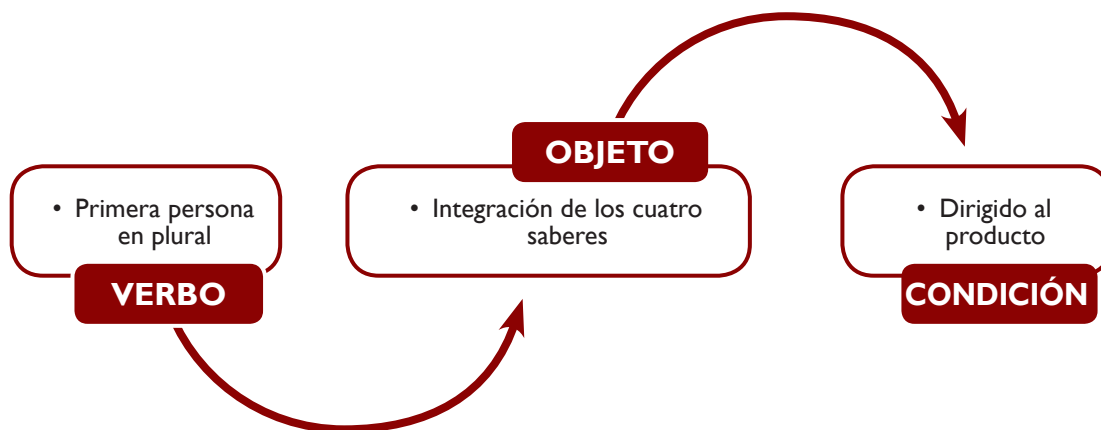 • Primera persona
en plural
VERBO
OBJETO
• Integración de los cuatro
saberes
• Dirigido al
producto
CONDICIÓN